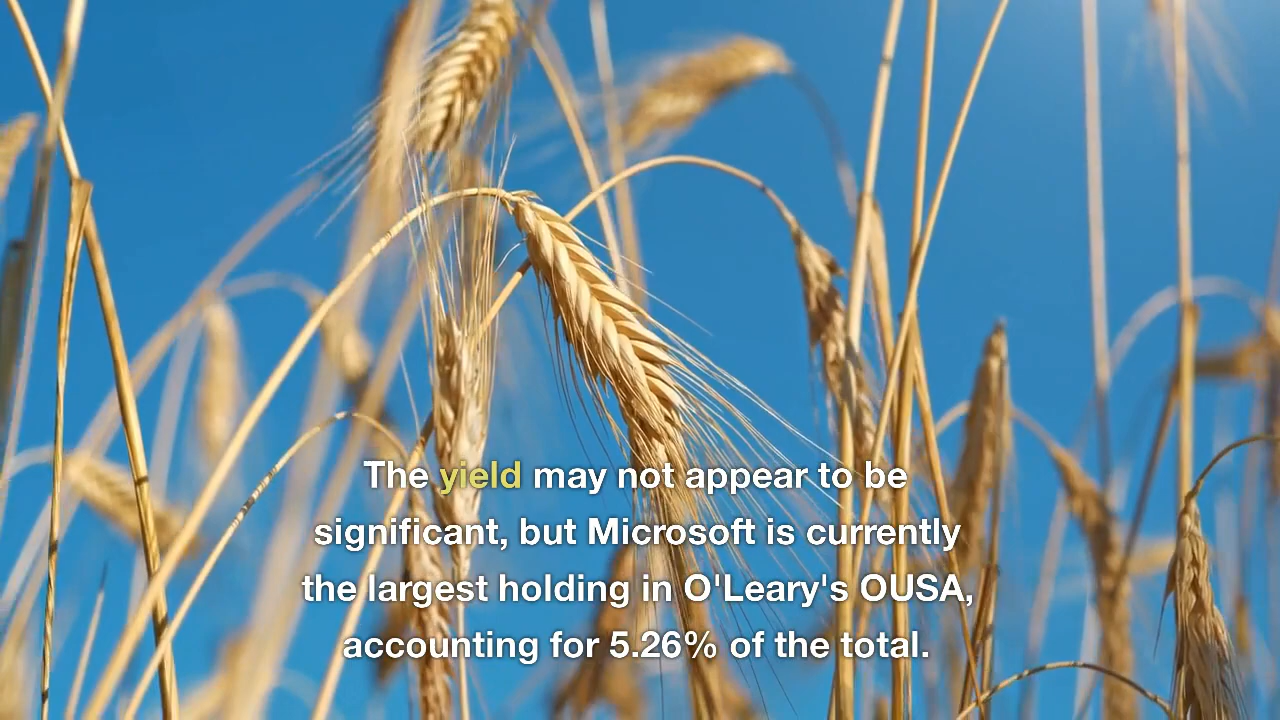 The yield may not appear to be
significant, but Microsoft is currently
the largest holding in O'Leary's OUSA,
accounting for 5.26% of the total.